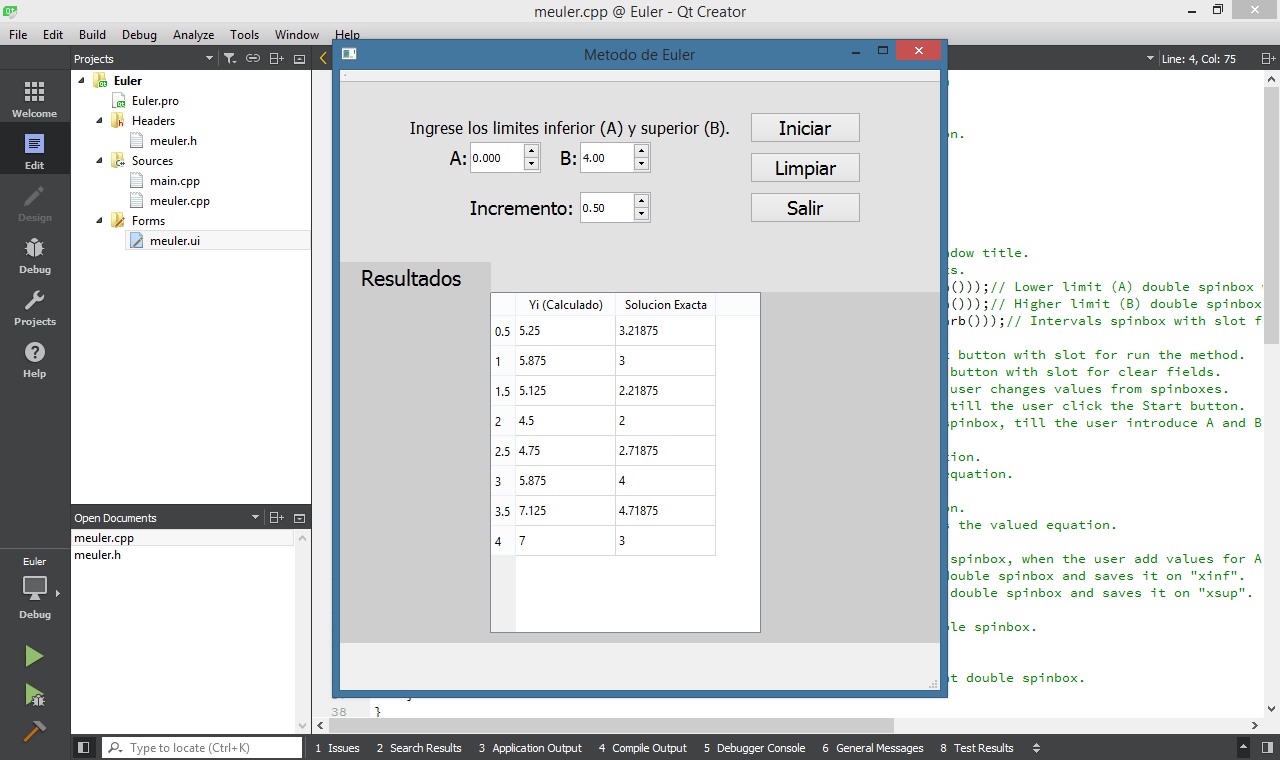 meuler.cpp @ Euler - Qt Creator
File Edit Build Debug Analyze Tools Window Help
Projects
Line: 4, Col: 75
Welcome
Edit
Design
Debug
Projects
Help
Euler
Debug
Euler
Euler.pro
Headers
meuler.h
Sources
main.cpp
meuler.cpp
Forms
meuler.ui
Open Documents
meuler.cpp
meuler.h
Metodo de Euler
Ingrese los limites inferior (A) y superior (B).
A: 0.000 B: 4.00
Incremento: 0.50
Iniciar
Limpiar
Salir
Resultados
Yi (Calculado) Solucion Exacta
0.5 5.25 3.21875
1 5.875 3
1.5 5.125 2.21875
2 4.5 2
2.5 4.75 2.71875
3 5.875 4
3.5 7.125 4.71875
4 7 3
on.
dow title.
s.
()));// Lower limit (A) double spinbox
()));// Higher limit (B) double spinbox
arb()));// Intervals spinbox with slot f
button with slot for run the method.
button with slot for clear fields.
user changes values from spinboxes.
till the user click the Start button.
spinbox, till the user introduce A and B
ion.
equation.
on.
s the valued equation.
spinbox, when the user add values for A
double spinbox and saves it on "xinf".
double spinbox and saves it on "xsup".
le spinbox.
t double spinbox.
38 }
Type to locate (Ctrl+K)
1 Issues 2 Search Results 3 Application Output 4 Compile Output 5 Debugger Console 6 General Messages 8 Test Results